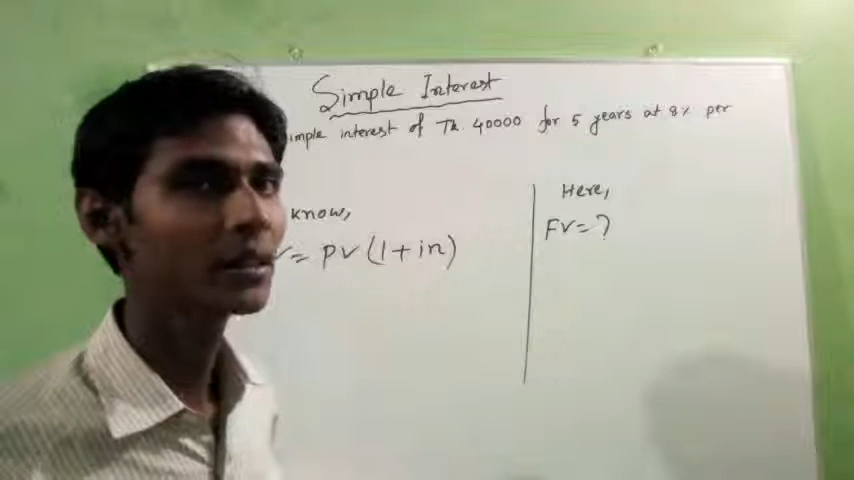 Simple Interest
imple interest of Tk. 40000 for 5 years at 8% per
know,
= PV (1 + in)
Here,
FV = ?